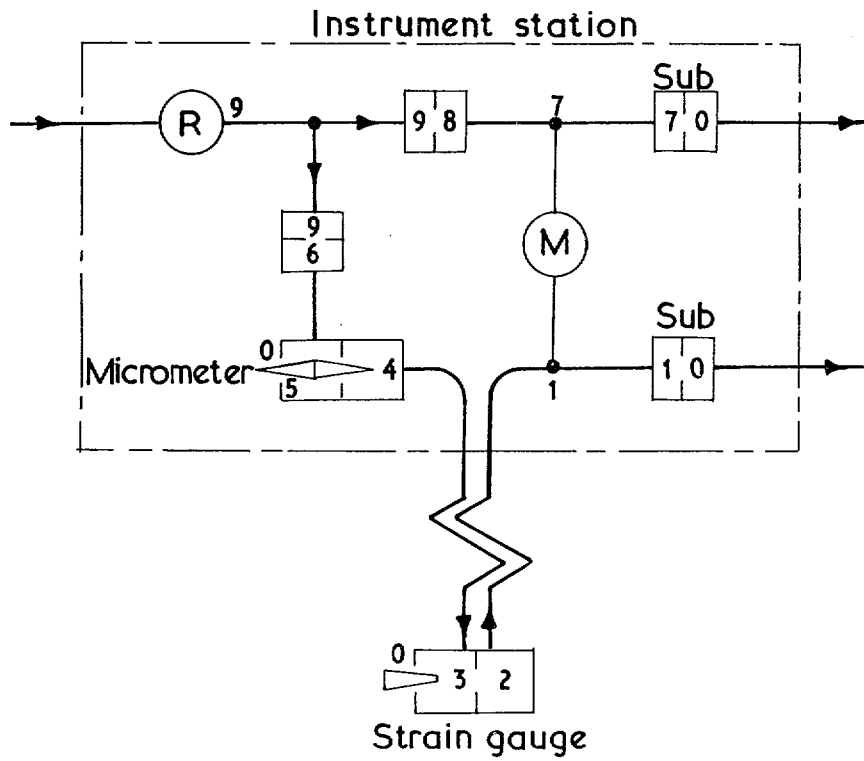 Instrument station
Sub
R 9 9 8 7 7 0
9
6
M
Sub
Micrometer 0 5 4 1 1 0
0 3 2
Strain gauge